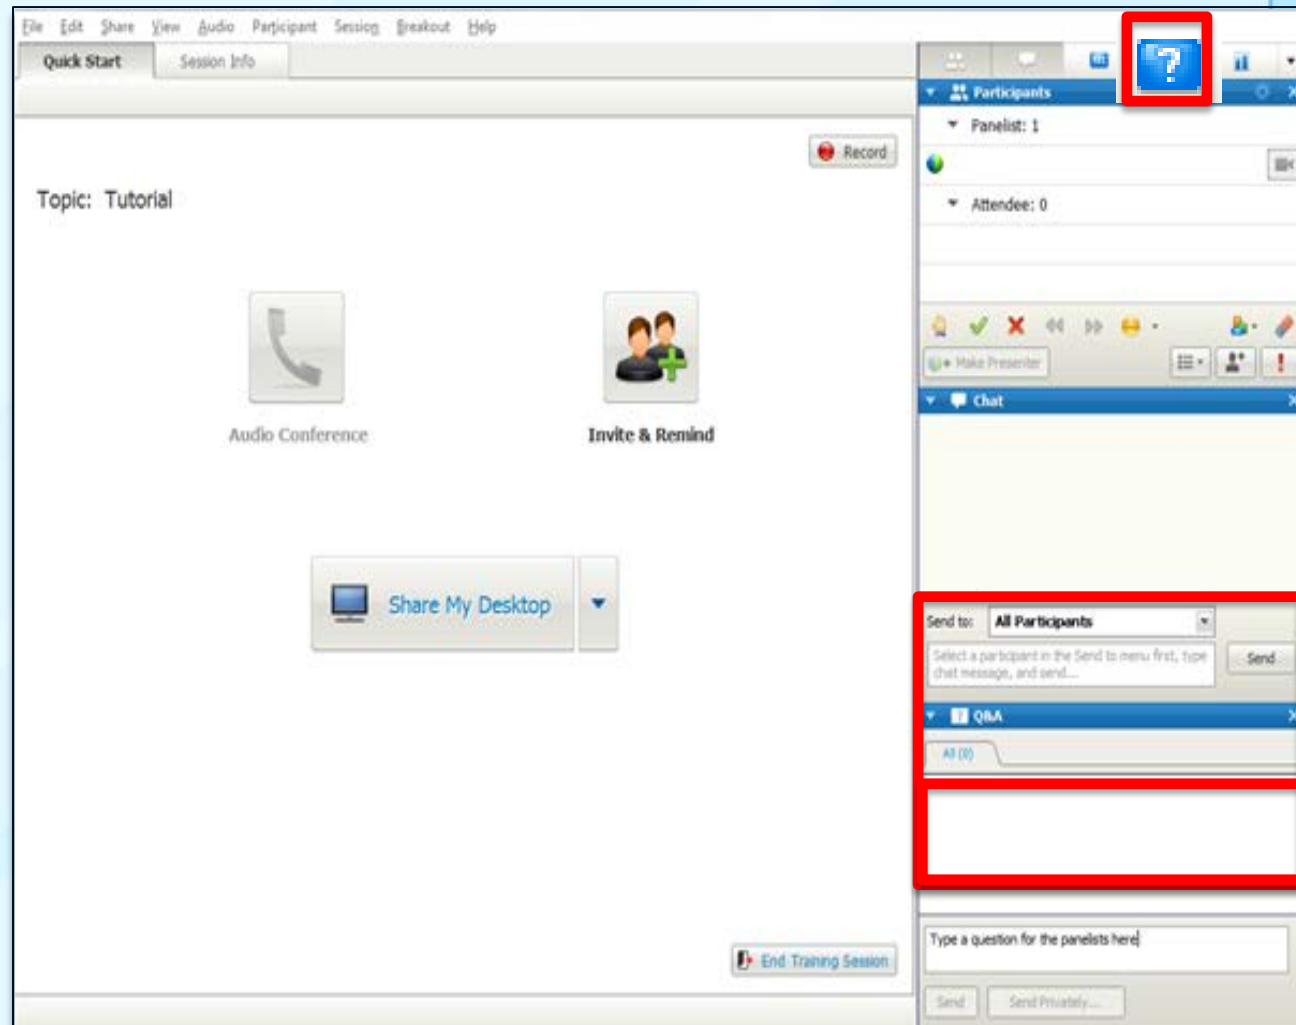 File Edit Share View Audio Participant Session Breakout Help
Quick Start Session Info
Record
Topic: Tutorial
Audio Conference
Invite & Remind
Share My Desktop
End Training Session
?
Participants
Panelist: 1
Attendee: 0
Make Presenter
Chat
Send to: All Participants
Select a participant in the Send to menu first, type
chat message, and send...
Send
? Q&A
All (0)
Type a question for the panelists here
Send Send Privately...